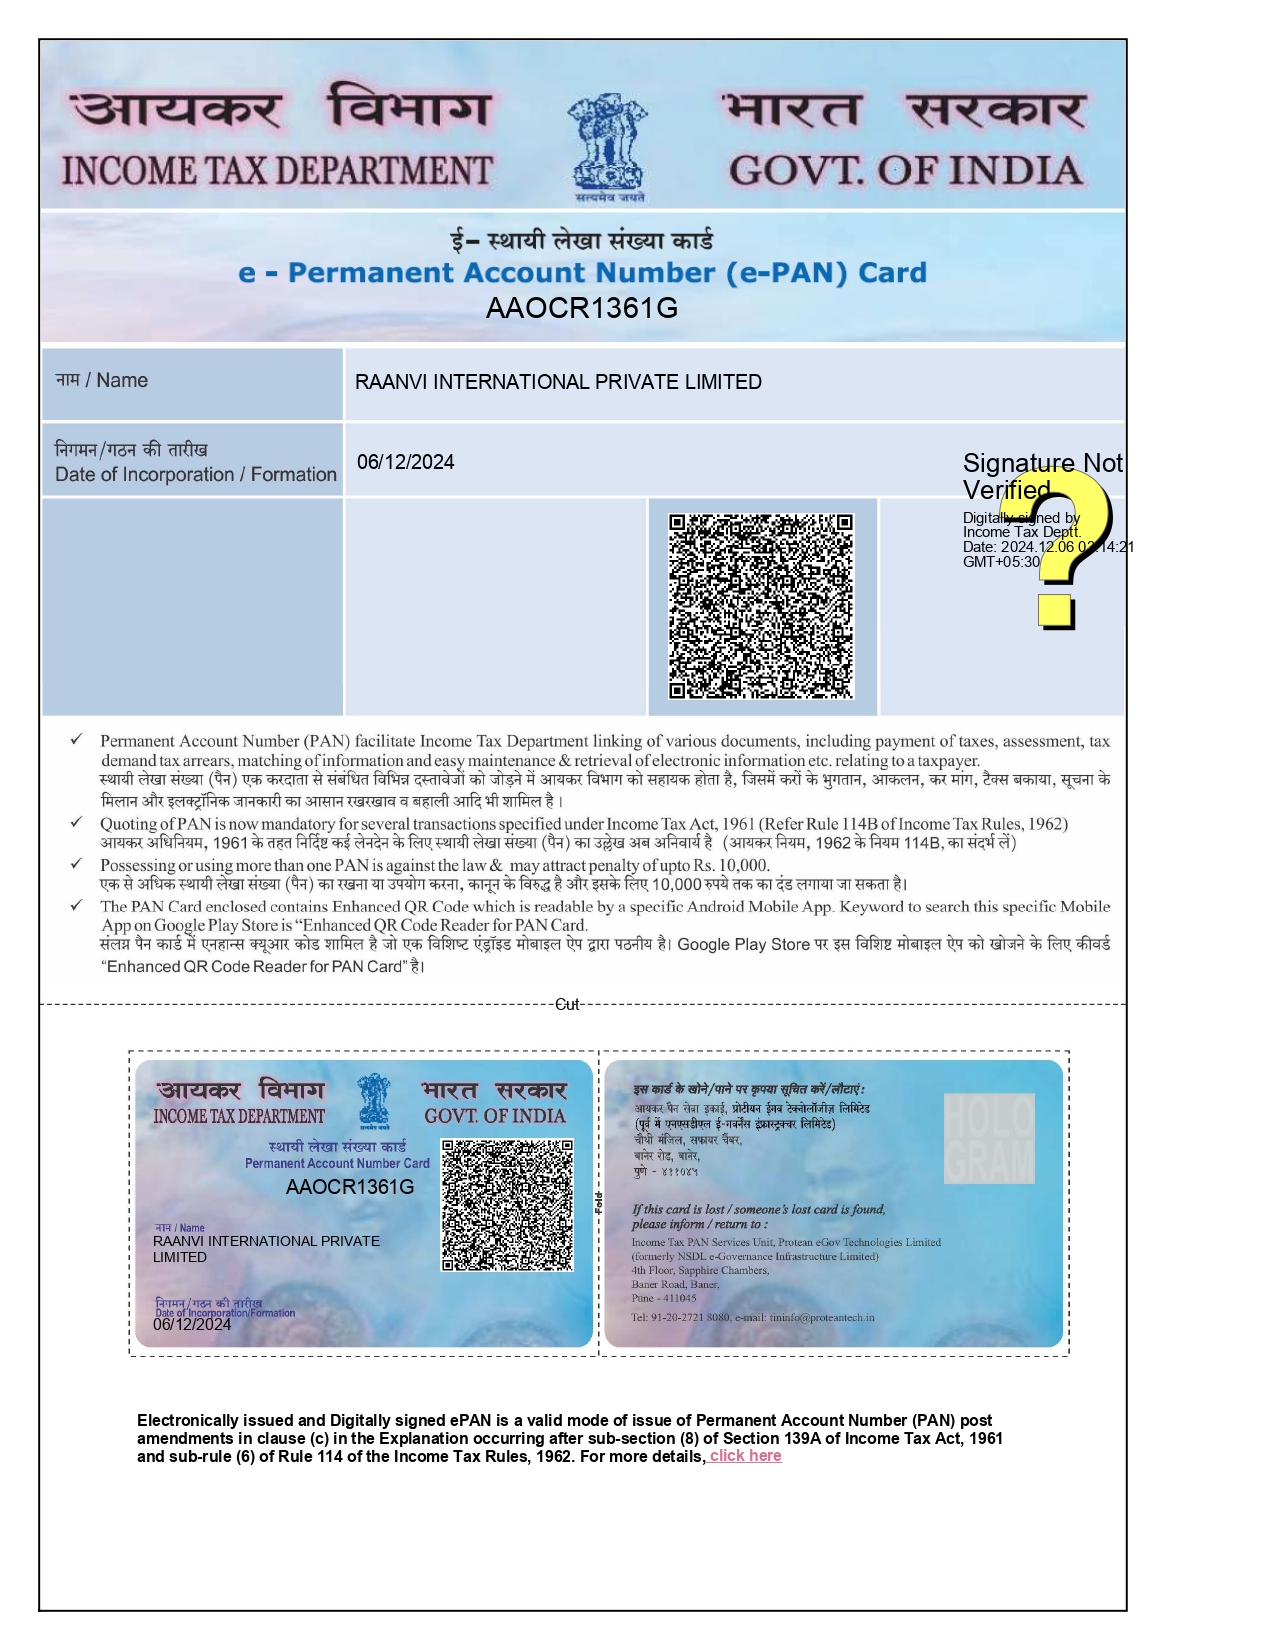 आयकर विभाग
INCOME TAX DEPARTMENT
सत्यमेव जयते
भारत सरकार
GOVT. OF INDIA
ई- स्थायी लेखा संख्या कार्ड
e - Permanent Account Number (e-PAN) Card
AAOCR1361G
नाम / Name
RAANVI INTERNATIONAL PRIVATE LIMITED
निगमन/गठन की तारीख
Date of Incorporation / Formation
06/12/2024
Signature Not
Verified
Digitally signed by
Income Tax Deptt.
Date: 2024.12.06 02:14:21
GMT+05:30
✓ Permanent Account Number (PAN) facilitate Income Tax Department linking of various documents, including payment of taxes, assessment, tax
demand tax arrears, matching of information and easy maintenance & retrieval of electronic information etc. relating to a taxpayer.
स्थायी लेखा संख्या (पैन) एक करदाता से संबंधित विभिन्न दस्तावेजों को जोड़ने में आयकर विभाग को सहायक होता है, जिसमें करों के भुगतान, आकलन, कर मांग, टैक्स बकाया, सूचना के
मिलान और इलक्ट्रॉनिक जानकारी का आसान रखरखाव व बहाली आदि भी शामिल है ।
✓ Quoting of PAN is now mandatory for several transactions specified under Income Tax Act, 1961 (Refer Rule 114B of Income Tax Rules, 1962)
आयकर अधिनियम, 1961 के तहत निर्दिष्ट कई लेनदेन के लिए स्थायी लेखा संख्या (पैन) का उल्लेख अब अनिवार्य है (आयकर नियम, 1962 के नियम 114B, का संदर्भ लें)
✓ Possessing or using more than one PAN is against the law & may attract penalty of upto Rs. 10,000.
एक से अधिक स्थायी लेखा संख्या (पैन) का रखना या उपयोग करना, कानून के विरुद्ध है और इसके लिए 10,000 रुपये तक का दंड लगाया जा सकता है।
✓ The PAN Card enclosed contains Enhanced QR Code which is readable by a specific Android Mobile App. Keyword to search this specific Mobile
App on Google Play Store is “Enhanced QR Code Reader for PAN Card.
संलग्न पैन कार्ड में एनहान्स क्यूआर कोड शामिल है जो एक विशिष्ट एंड्रॉइड मोबाइल ऐप द्वारा पठनीय है। Google Play Store पर इस विशिष्ट मोबाइल ऐप को खोजने के लिए कीवर्ड
“Enhanced QR Code Reader for PAN Card” है।
Cut
आयकर विभाग
INCOME TAX DEPARTMENT
भारत सरकार
GOVT. OF INDIA
स्थायी लेखा संख्या कार्ड
Permanent Account Number Card
AAOCR1361G
नाम / Name
RAANVI INTERNATIONAL PRIVATE
LIMITED
निगमन/गठन की तारीख
Date of Incorporation/Formation
06/12/2024
Fold
इस कार्ड के खोने/पाने पर कृपया सूचित करें/लौटाएं :
आयकर पैन सेवा इकाई, प्रोटीयन ईगव टेक्नोलॉजीज़ लिमिटेड
(पूर्व में एनएसडीएल ई-गवर्नेंस इंफ्रास्ट्रक्चर लिमिटेड)
चौथी मंजिल, सफायर चैंबर,
बानेर रोड, बानेर,
पुणे - ४११०४५
HOLO
GRAM
If this card is lost / someone's lost card is found,
please inform / return to :
Income Tax PAN Services Unit, Protean eGov Technologies Limited
(formerly NSDL e-Governance Infrastructure Limited)
4th Floor, Sapphire Chambers,
Baner Road, Baner,
Pune - 411045
Tel: 91-20-2721 8080, e-mail: tininfo@proteantech.in
Electronically issued and Digitally signed ePAN is a valid mode of issue of Permanent Account Number (PAN) post
amendments in clause (c) in the Explanation occurring after sub-section (8) of Section 139A of Income Tax Act, 1961
and sub-rule (6) of Rule 114 of the Income Tax Rules, 1962. For more details, click here